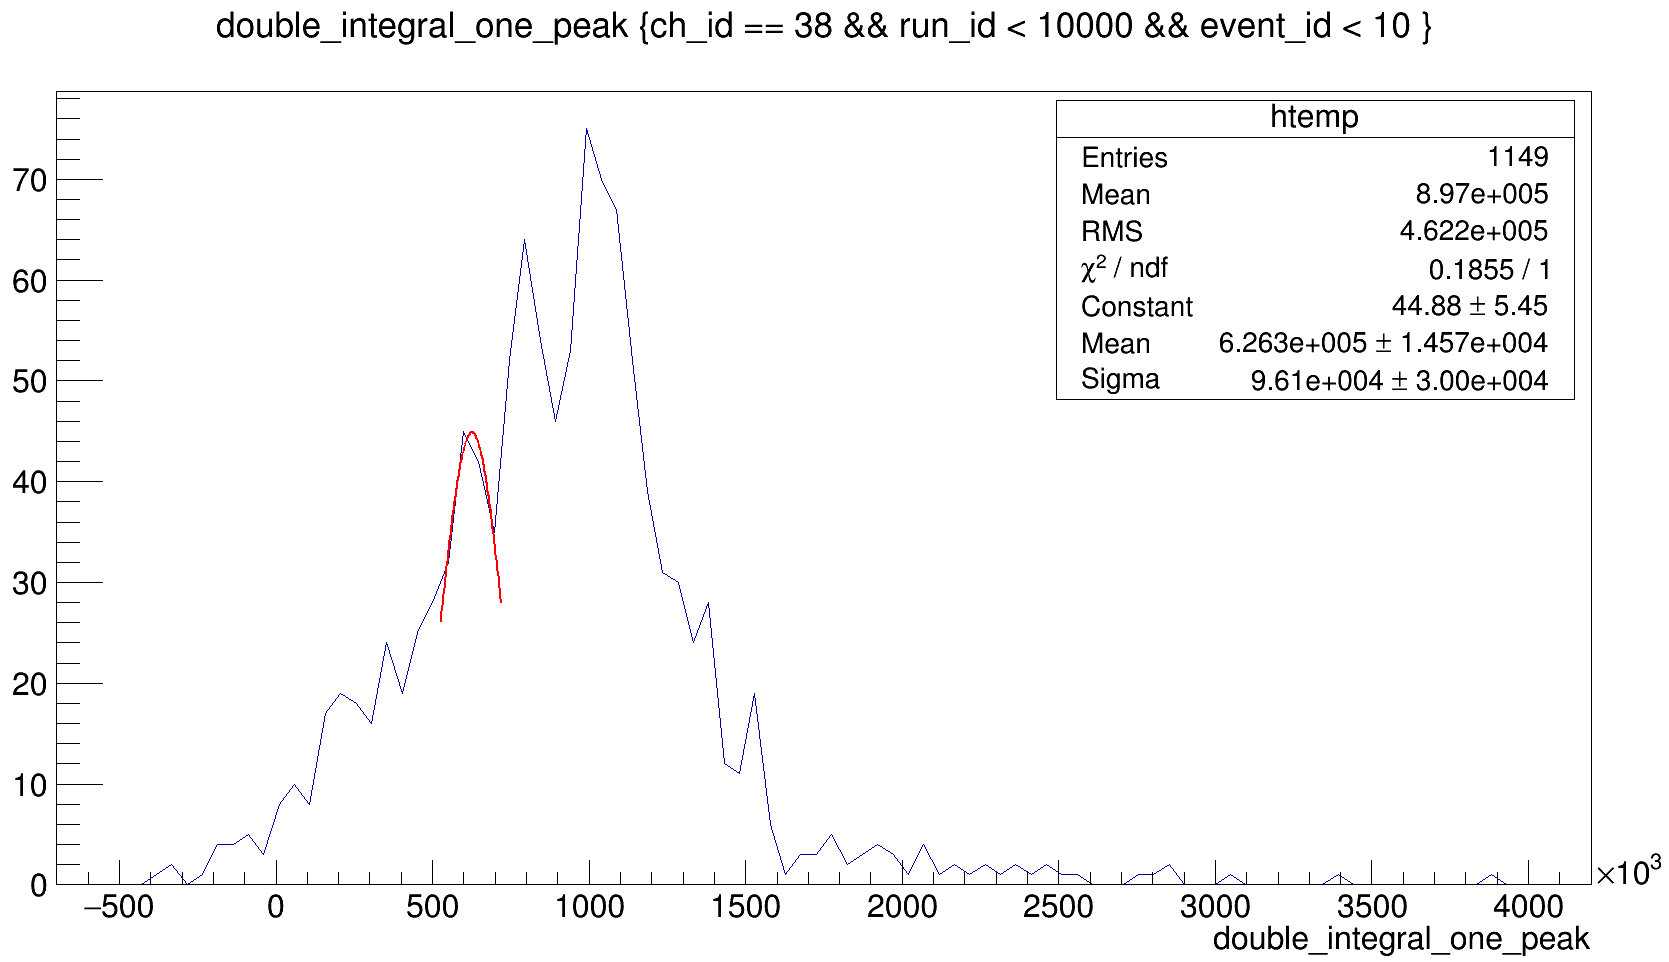 double_integral_one_peak {ch_id == 38 && run_id < 10000 && event_id < 10 }
htemp
Entries 1149
Mean 8.97e+005
RMS 4.622e+005
χ² / ndf 0.1855 / 1
Constant 44.88 ± 5.45
Mean 6.263e+005 ± 1.457e+004
Sigma 9.61e+004 ± 3.00e+004
70
60
50
40
30
20
10
0
−500 0 500 1000 1500 2000 2500 3000 3500 4000
×10³
double_integral_one_peak